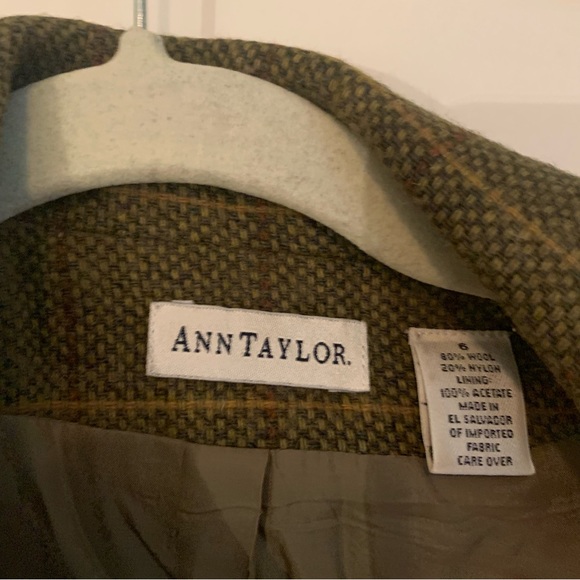 ANN TAYLOR.
6
80% WOOL
20% NYLON
LINING:
100% ACETATE
MADE IN
EL SALVADOR
OF IMPORTED
FABRIC
CARE OVER